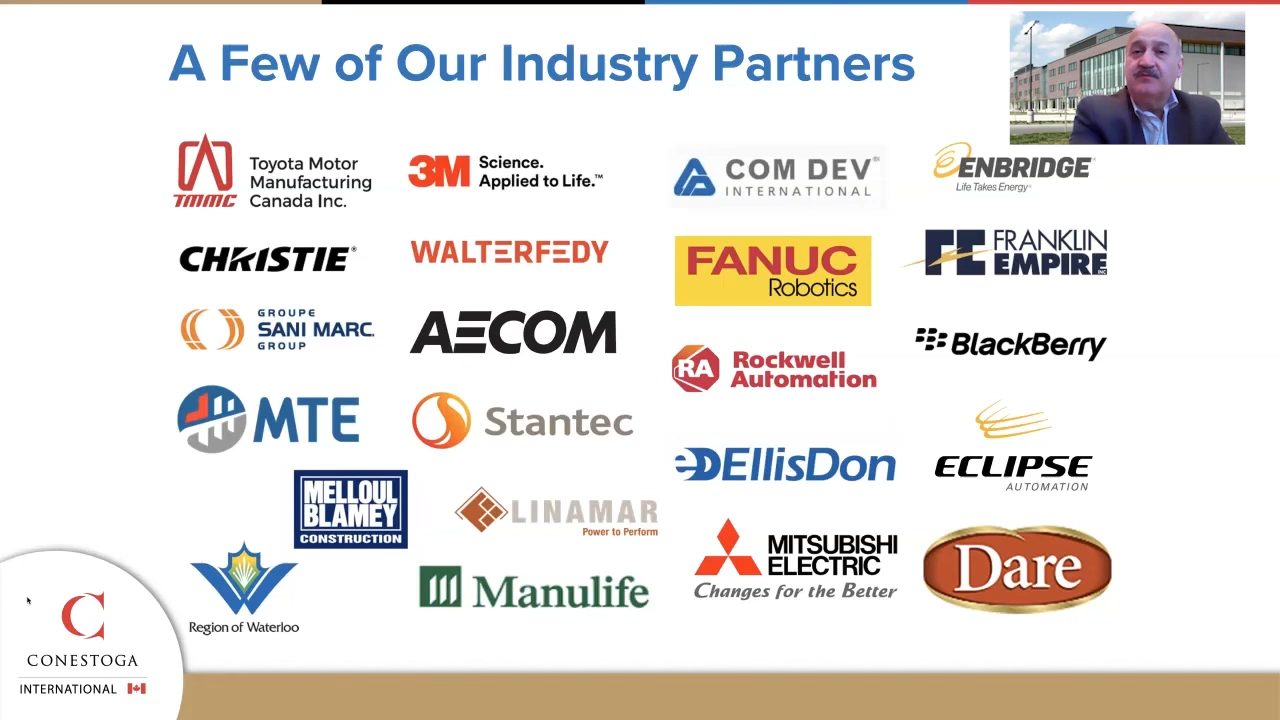 A Few of Our Industry Partners
TMMC
Toyota Motor
Manufacturing
Canada Inc.
3M Science.
Applied to Life.™
COM DEV
INTERNATIONAL
ENBRIDGE
Life Takes Energy
CHRISTIE®
WALTERFEDY
FANUC
Robotics
FRANKLIN
EMPIRE INC
GROUPE
SANI MARC
GROUP
AECOM
RA
Rockwell
Automation
BlackBerry
MTE
Stantec
EllisDon
ECLIPSE
AUTOMATION
MELLOUL
BLAMEY
CONSTRUCTION
LINAMAR
Power to Perform
MITSUBISHI
ELECTRIC
Changes for the Better
Dare
Region of Waterloo
Manulife
C
CONESTOGA
INTERNATIONAL